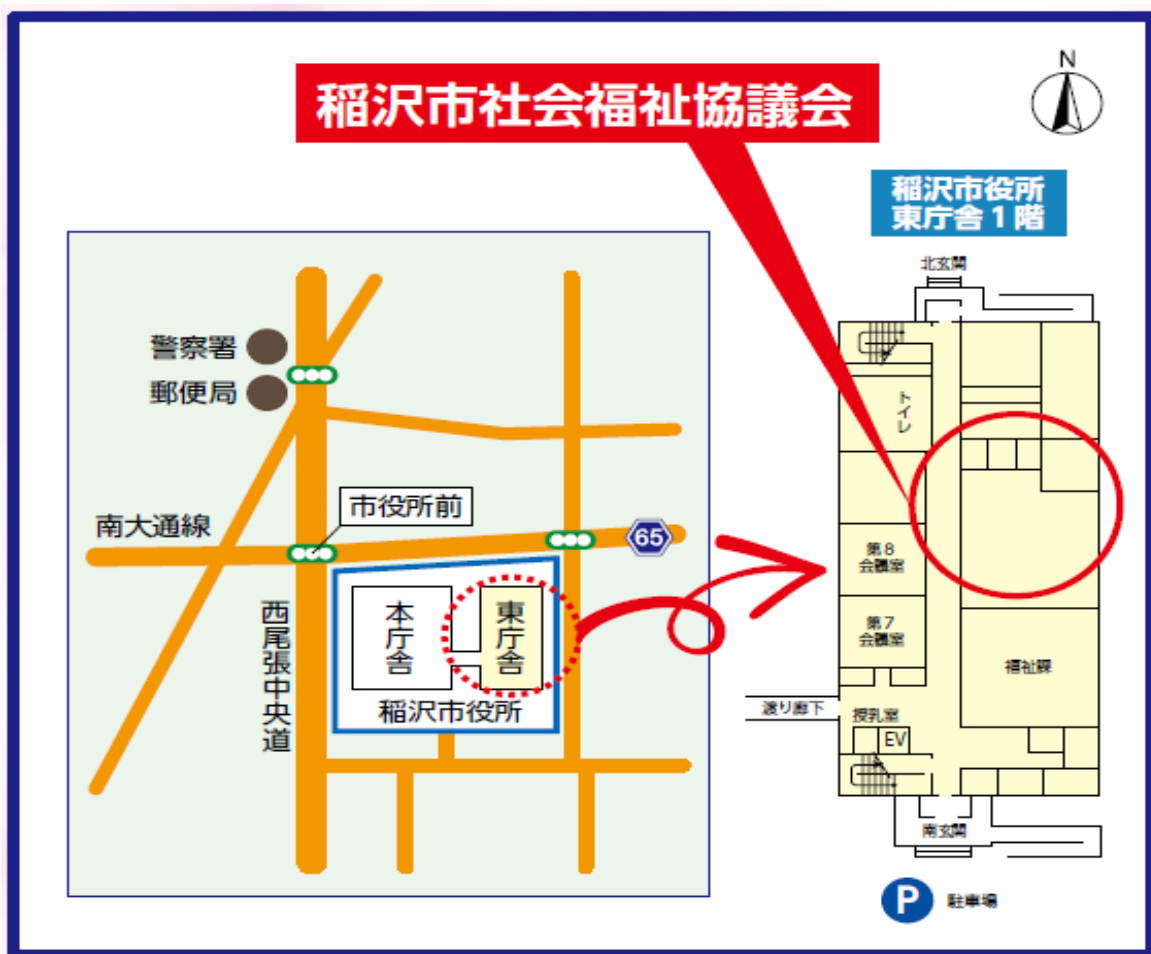 稲沢市社会福祉協議会
N
稲沢市役所
東庁舎1階
北玄関
警察署
郵便局
トイレ
市役所前
南大通線
65
第8
会議室
本庁舎
東庁舎
第7
会議室
西尾張中央道
福祉課
稲沢市役所
渡り廊下
授乳室
EV
南玄関
P
駐車場